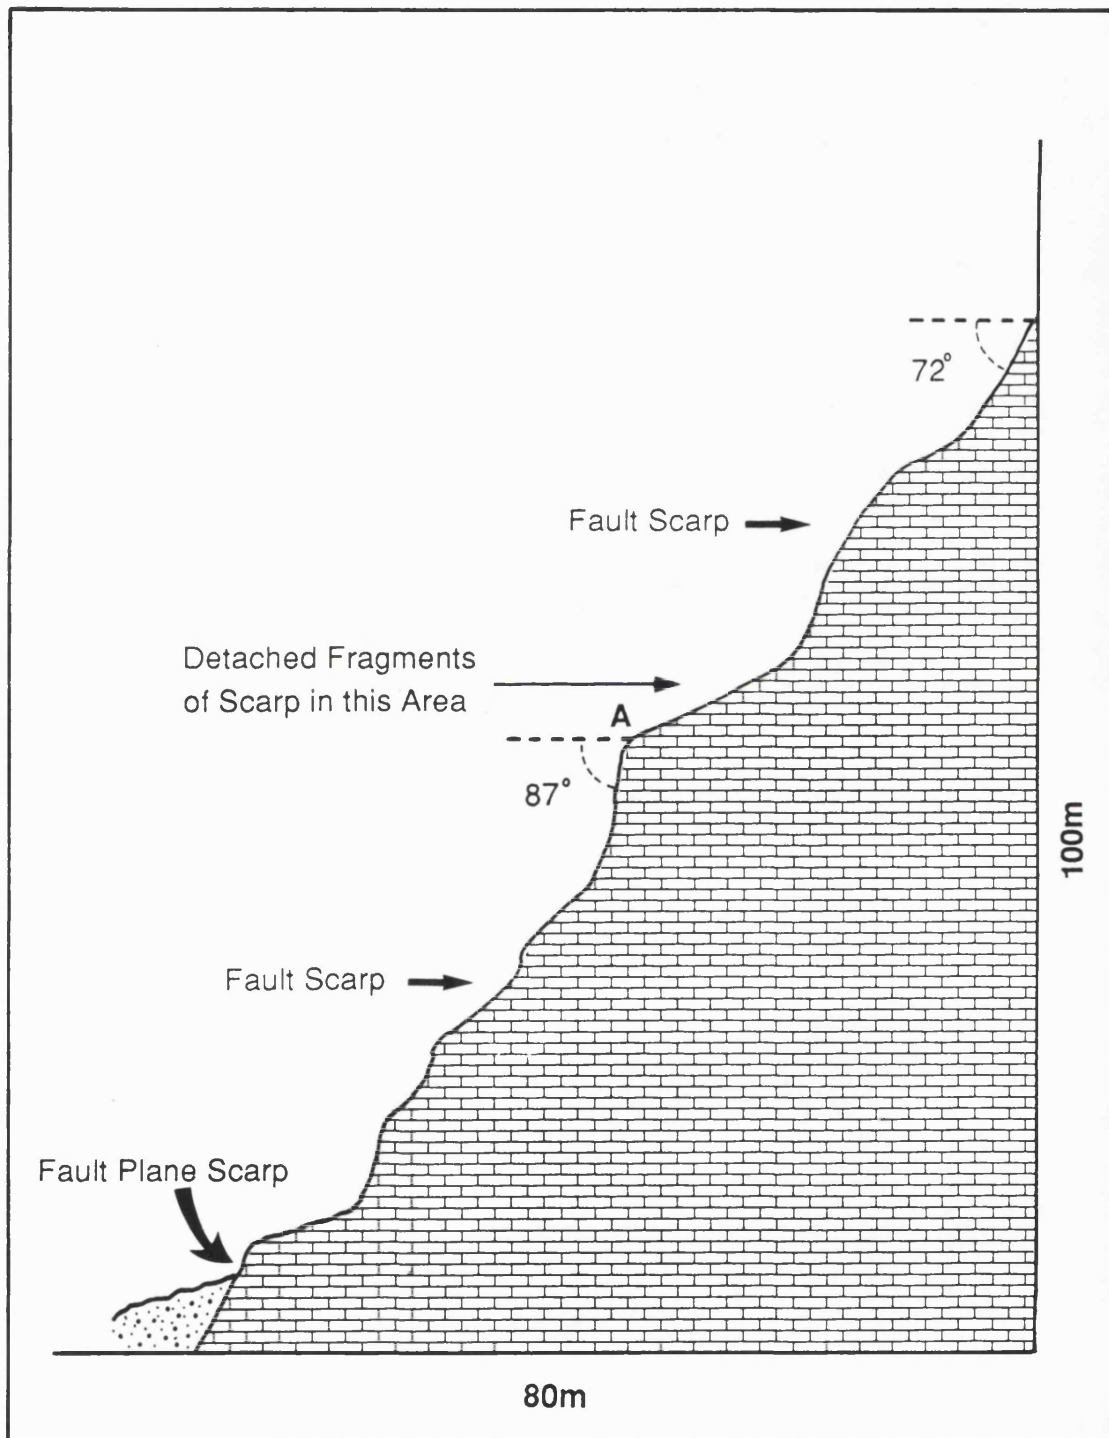 72°
Fault Scarp
Detached Fragments
of Scarp in this Area
A
87°
100m
Fault Scarp
Fault Plane Scarp
80m